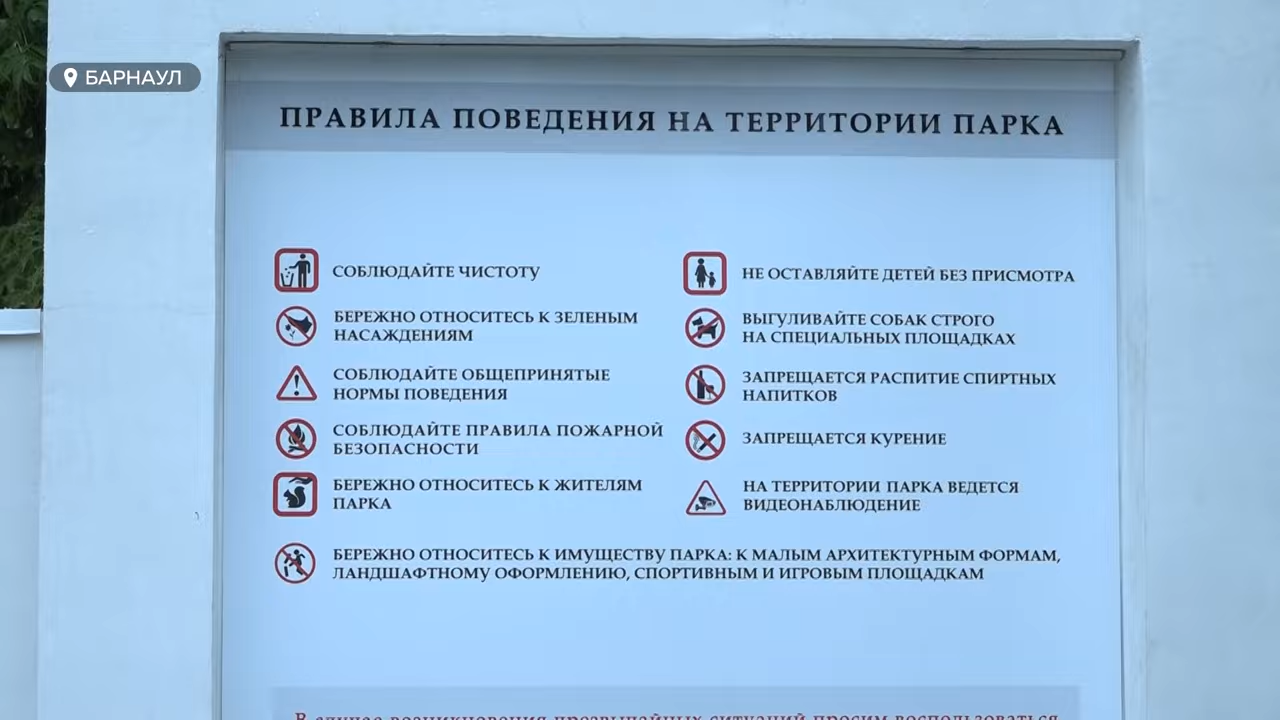 БАРНАУЛ
ПРАВИЛА ПОВЕДЕНИЯ НА ТЕРРИТОРИИ ПАРКА
СОБЛЮДАЙТЕ ЧИСТОТУ
БЕРЕЖНО ОТНОСИТЕСЬ К ЗЕЛЕНЫМ
НАСАЖДЕНИЯМ
СОБЛЮДАЙТЕ ОБЩЕПРИНЯТЫЕ
НОРМЫ ПОВЕДЕНИЯ
СОБЛЮДАЙТЕ ПРАВИЛА ПОЖАРНОЙ
БЕЗОПАСНОСТИ
БЕРЕЖНО ОТНОСИТЕСЬ К ЖИТЕЛЯМ
ПАРКА
НЕ ОСТАВЛЯЙТЕ ДЕТЕЙ БЕЗ ПРИСМОТРА
ВЫГУЛИВАЙТЕ СОБАК СТРОГО
НА СПЕЦИАЛЬНЫХ ПЛОЩАДКАХ
ЗАПРЕЩАЕТСЯ РАСПИТИЕ СПИРТНЫХ
НАПИТКОВ
ЗАПРЕЩАЕТСЯ КУРЕНИЕ
НА ТЕРРИТОРИИ ПАРКА ВЕДЕТСЯ
ВИДЕОНАБЛЮДЕНИЕ
БЕРЕЖНО ОТНОСИТЕСЬ К ИМУЩЕСТВУ ПАРКА: К МАЛЫМ АРХИТЕКТУРНЫМ ФОРМАМ,
ЛАНДШАФТНОМУ ОФОРМЛЕНИЮ, СПОРТИВНЫМ И ИГРОВЫМ ПЛОЩАДКАМ
В случае возникновения чрезвычайных ситуаций просим воспользоваться